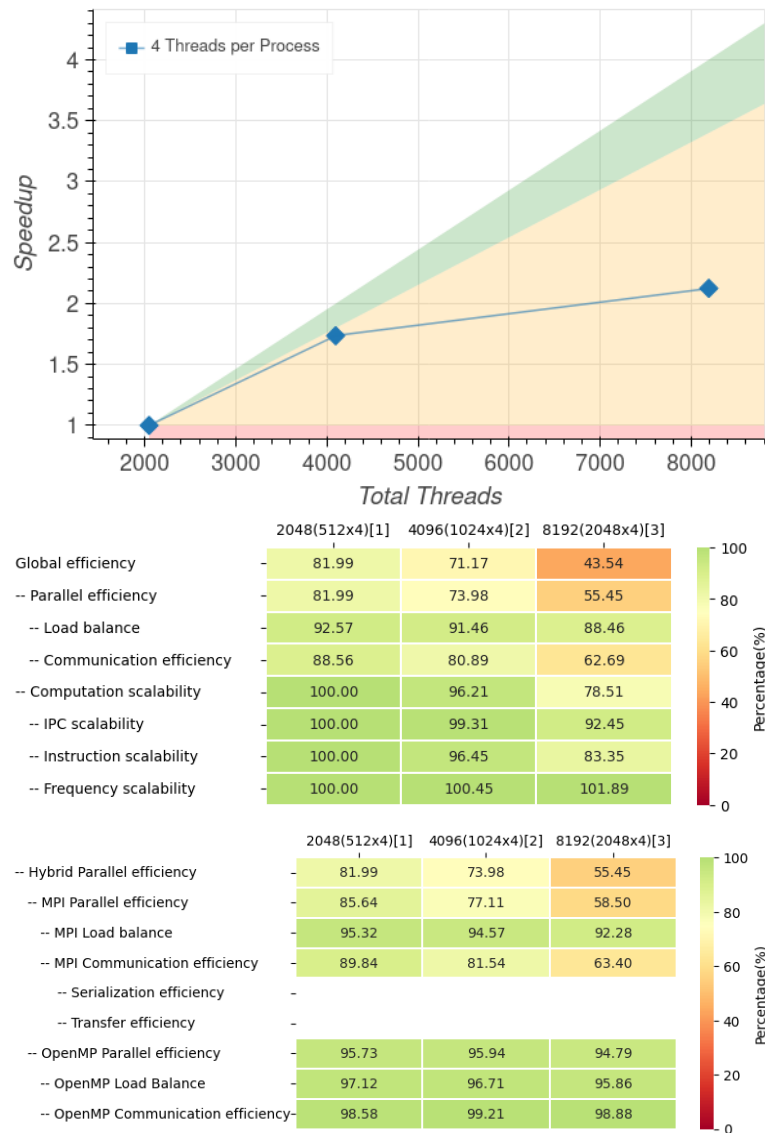 4 Threads per Process
4
3.5
3
2.5
2
1.5
1
Speedup
2000 3000 4000 5000 6000 7000 8000
Total Threads
2048(512x4)[1] 4096(1024x4)[2] 8192(2048x4)[3]
Global efficiency 81.99 71.17 43.54
-- Parallel efficiency 81.99 73.98 55.45
-- Load balance 92.57 91.46 88.46
-- Communication efficiency 88.56 80.89 62.69
-- Computation scalability 100.00 96.21 78.51
-- IPC scalability 100.00 99.31 92.45
-- Instruction scalability 100.00 96.45 83.35
-- Frequency scalability 100.00 100.45 101.89
100
80
60
40
20
0
Percentage(%)
2048(512x4)[1] 4096(1024x4)[2] 8192(2048x4)[3]
-- Hybrid Parallel efficiency 81.99 73.98 55.45
-- MPI Parallel efficiency 85.64 77.11 58.50
-- MPI Load balance 95.32 94.57 92.28
-- MPI Communication efficiency 89.84 81.54 63.40
-- Serialization efficiency
-- Transfer efficiency
-- OpenMP Parallel efficiency 95.73 95.94 94.79
-- OpenMP Load Balance 97.12 96.71 95.86
-- OpenMP Communication efficiency 98.58 99.21 98.88
100
80
60
40
20
0
Percentage(%)